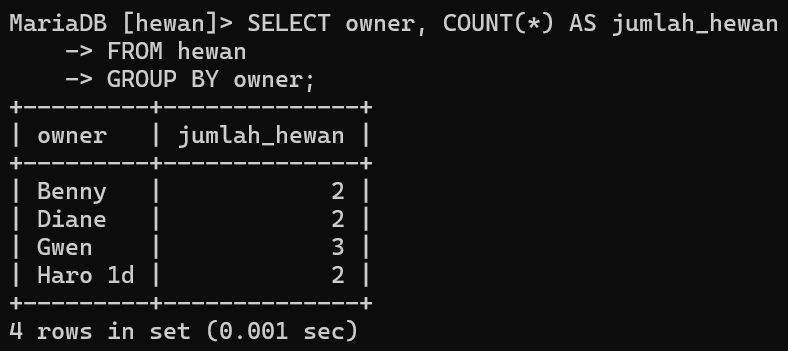 MariaDB [hewan]> SELECT owner, COUNT(*) AS jumlah_hewan
    -> FROM hewan
    -> GROUP BY owner;
+---------+--------------+
| owner   | jumlah_hewan |
+---------+--------------+
| Benny   |            2 |
| Diane   |            2 |
| Gwen    |            3 |
| Haro 1d |            2 |
+---------+--------------+
4 rows in set (0.001 sec)